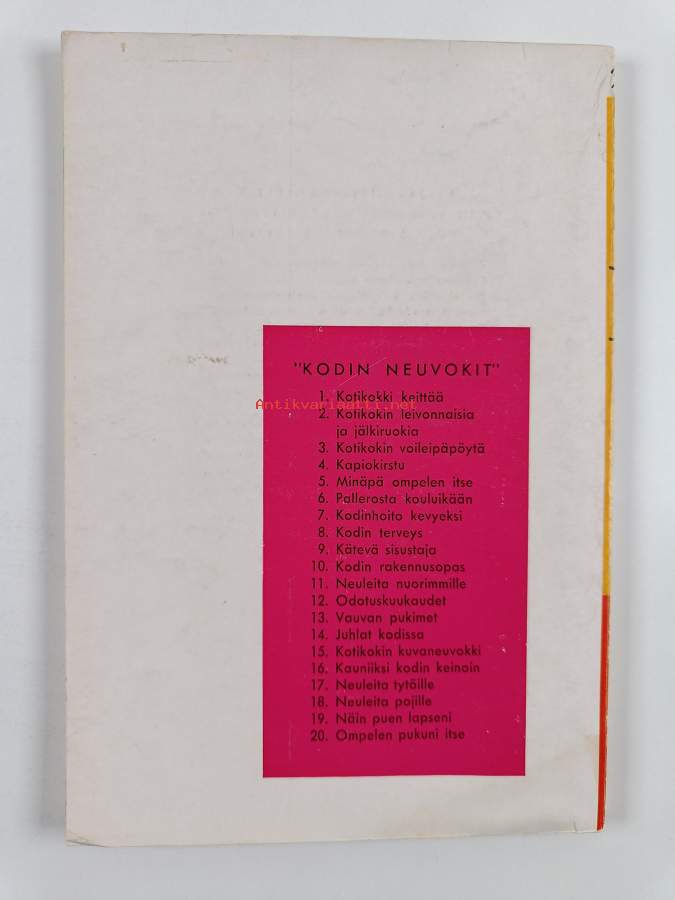 "KODIN NEUVOKIT"
1. Kotikokki keittää
Antikvariaatti.net
2. Kotikokin leivonnaisia
ja jälkiruokia
3. Kotikokin voileipäpöytä
4. Kapiokirstu
5. Minäpä ompelen itse
6. Pallerosta kouluikään
7. Kodinhoito kevyeksi
8. Kodin terveys
9. Kätevä sisustaja
10. Kodin rakennusopas
11. Neuleita nuorimmille
12. Odotuskuukaudet
13. Vauvan pukimet
14. Juhlat kodissa
15. Kotikokin kuvaneuvokki
16. Kauniiksi kodin keinoin
17. Neuleita tytöille
18. Neuleita pojille
19. Näin puen lapseni
20. Ompelen pukuni itse